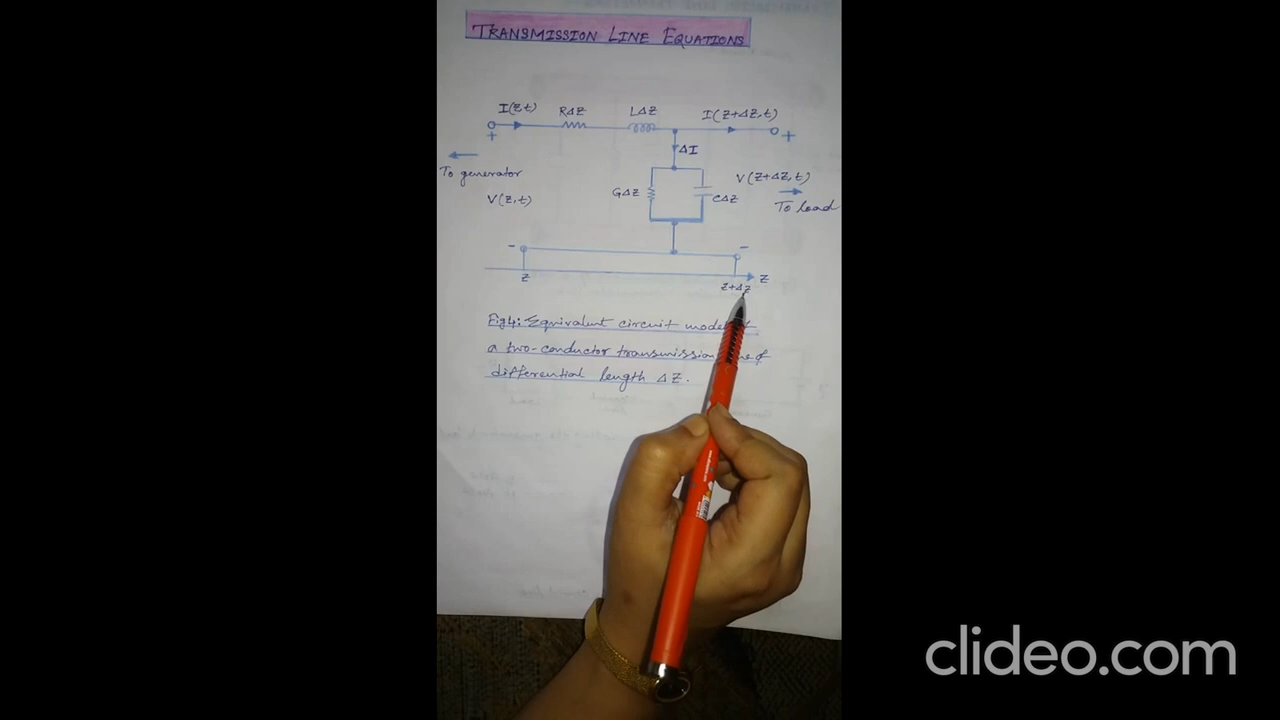 TRANSMISSION LINE EQUATIONS
I(z,t)
RΔz
LΔz
I(z+Δz,t)
+
+
ΔI
To generator
V(z,t)
GΔz
CΔz
V(z+Δz,t)
To load
-
-
z
z
z+Δz
Fig4: Equivalent circuit model
a two-conductor transmission
differential length Δz.
clideo.com